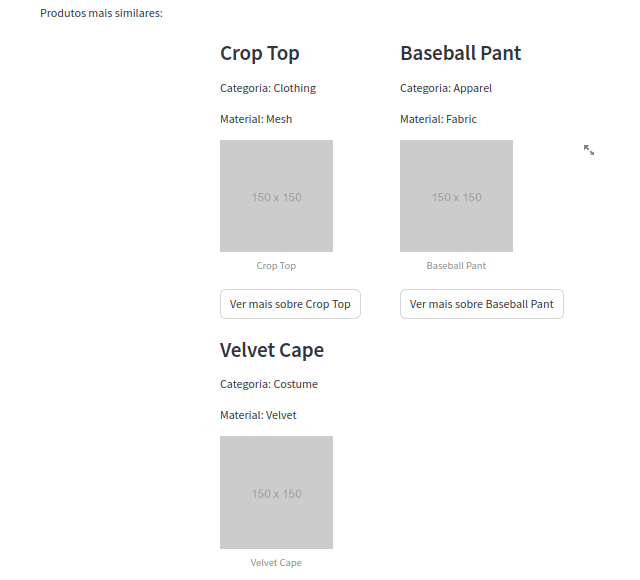 Produtos mais similares:
Crop Top
Categoria: Clothing
Material: Mesh
150 x 150
Crop Top
Ver mais sobre Crop Top
Baseball Pant
Categoria: Apparel
Material: Fabric
150 x 150
Baseball Pant
Ver mais sobre Baseball Pant
Velvet Cape
Categoria: Costume
Material: Velvet
150 x 150
Velvet Cape